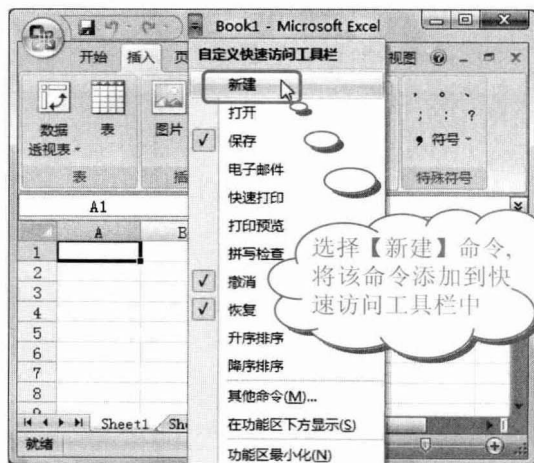 Book1 - Microsoft Excel
开始 插入 页
视图
自定义快速访问工具栏
新建
打开
保存
电子邮件
快速打印
打印预览
拼写检查
撤消
恢复
升序排序
降序排序
其他命令(M)...
在功能区下方显示(S)
功能区最小化(N)
数据
透视表
表
图片
表
插
, 。 、
; : ?
, 符号
特殊符号
A1
A B
1
2
3
4
5
6
7
8
选择【新建】命令,
将该命令添加到快
速访问工具栏中
Sheet1 Sh
就绪